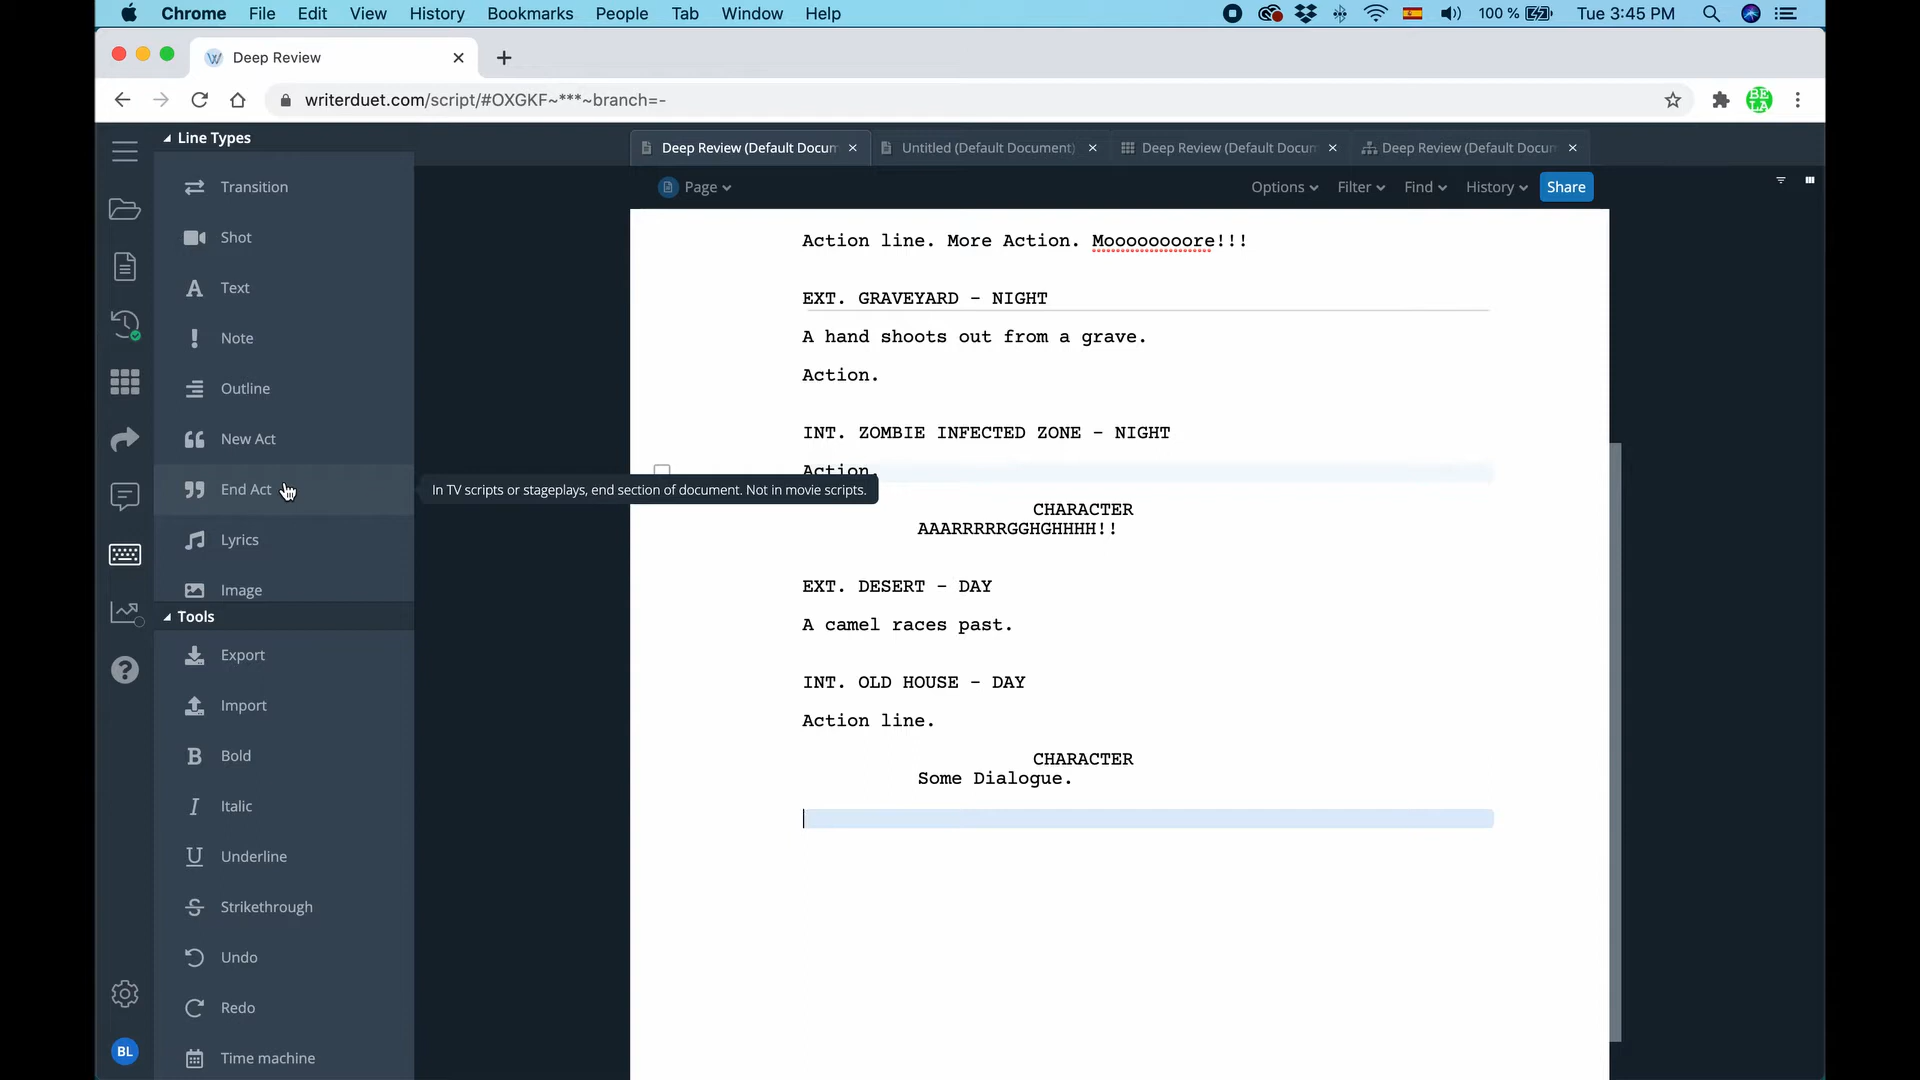 Chrome File Edit View History Bookmarks People Tab Window Help 100 % Tue 3:45 PM
Deep Review
writerduet.com/script/#OXGKF~***~branch=-
BE
LA
Line Types
Transition
Shot
Text
Note
Outline
New Act
End Act
Lyrics
Image
Tools
Export
Import
Bold
Italic
Underline
Strikethrough
Undo
Redo
Time machine
BL
In TV scripts or stageplays, end section of document. Not in movie scripts.
Deep Review (Default Docum Untitled (Default Document) Deep Review (Default Docum Deep Review (Default Docum
Page Options Filter Find History Share
Action line. More Action. Moooooooore!!!
EXT. GRAVEYARD - NIGHT
A hand shoots out from a grave.
Action.
INT. ZOMBIE INFECTED ZONE - NIGHT
Action.
CHARACTER
AAARRRRRGGHGHHHH!!
EXT. DESERT - DAY
A camel races past.
INT. OLD HOUSE - DAY
Action line.
CHARACTER
Some Dialogue.